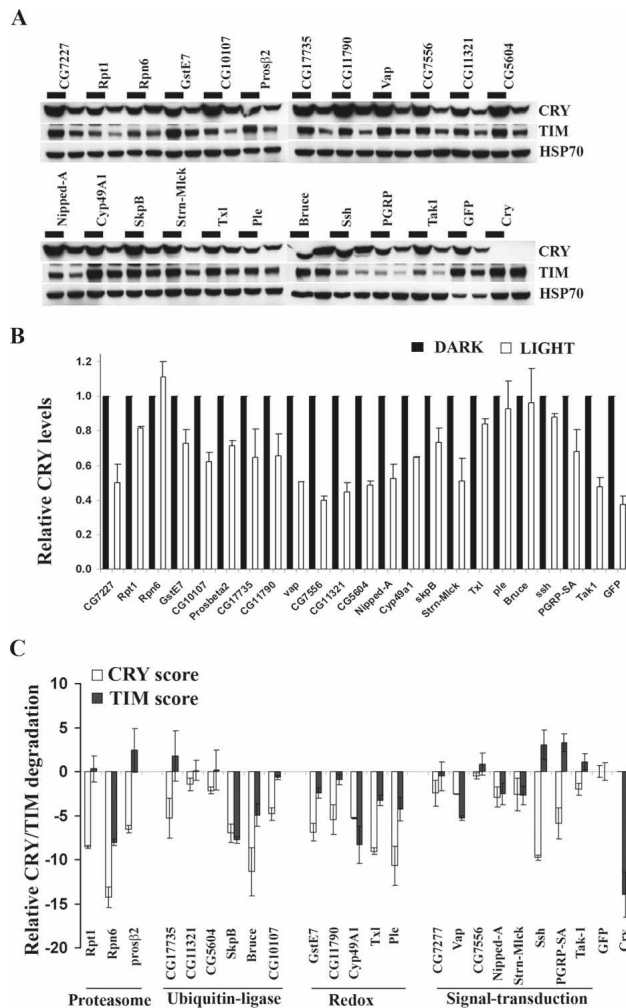 A
CG7227 Rpt1 Rpn6 GstE7 CG10107 Prosβ2 CG17735 CG11790 Vap CG7556 CG11321 CG5604
CRY
TIM
HSP70
Nipped-A Cyp49A1 SkpB Strn-Mlck Txl Ple Bruce Ssh PGRP Tak1 GFP Cry
CRY
TIM
HSP70
B
DARK LIGHT
Relative CRY levels
1.2
1.0
0.8
0.6
0.4
0.2
0.0
CG7227 Rpt1 Rpn6 GstE7 CG10107 Prosbeta2 CG17735 CG11790 vap CG7556 CG11321 CG5604 Nipped-A Cyp49a1 skpB Strn-Mlck Txl ple Bruce ssh PGRP-SA Tak1 GFP
C
CRY score
TIM score
Relative CRY/TIM degradation
10
5
0
-5
-10
-15
-20
Rpt1 Rpn6 prosβ2 CG17735 CG11321 CG5604 SkpB Bruce CG10107 GstE7 CG11790 Cyp49A1 Txl Ple CG7277 Vap CG7556 Nipped-A Strn-Mlck Ssh PGRP-SA Tak-1 GFP Cry
Proteasome Ubiquitin-ligase Redox Signal-transduction